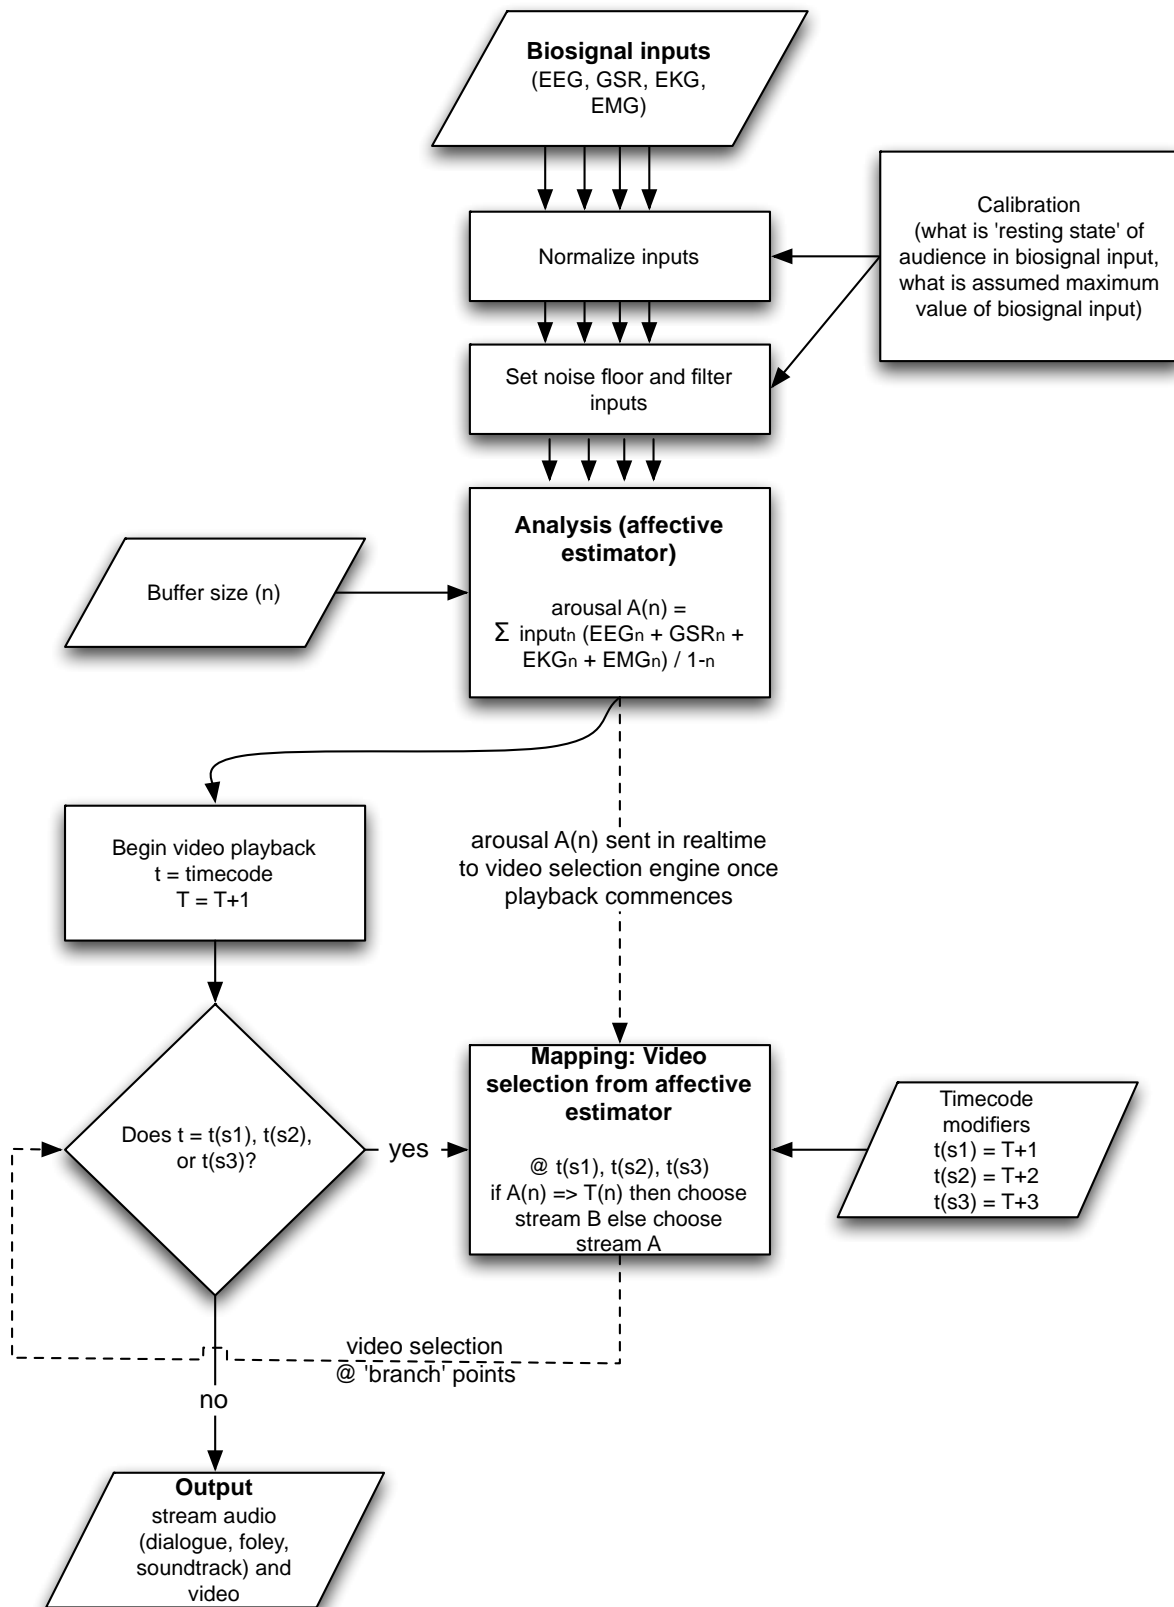 Biosignal inputs
(EEG, GSR, EKG,
EMG)
Normalize inputs
Calibration
(what is 'resting state' of
audience in biosignal input,
what is assumed maximum
value of biosignal input)
Set noise floor and filter
inputs
Analysis (affective
estimator)
arousal A(n) =
Σ inputn (EEGn + GSRn +
EKGn + EMGn) / 1-n
Buffer size (n)
Begin video playback
t = timecode
T = T+1
arousal A(n) sent in realtime
to video selection engine once
playback commences
Does t = t(s1), t(s2),
or t(s3)?
yes
Mapping: Video
selection from affective
estimator
@ t(s1), t(s2), t(s3)
if A(n) => T(n) then choose
stream B else choose
stream A
Timecode
modifiers
t(s1) = T+1
t(s2) = T+2
t(s3) = T+3
video selection
@ 'branch' points
no
Output
stream audio
(dialogue, foley,
soundtrack) and
video